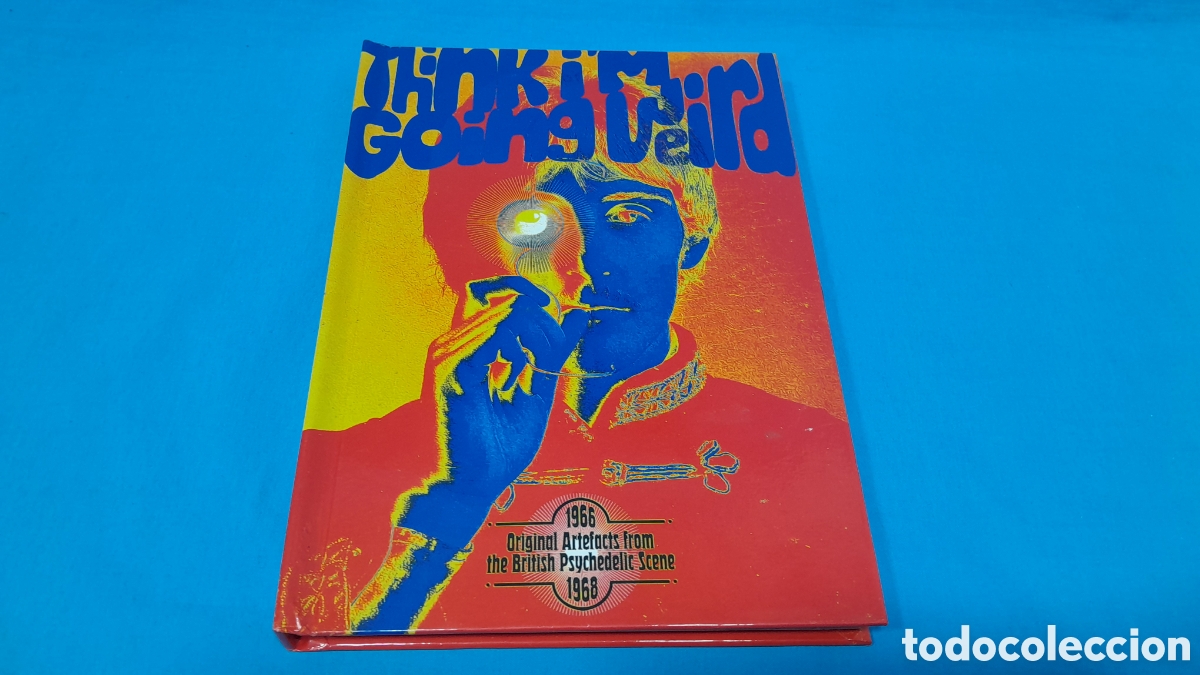 Think i'm
Going Weird
1966
Original Artefacts from
the British Psychedelic Scene
1968
todocoleccion